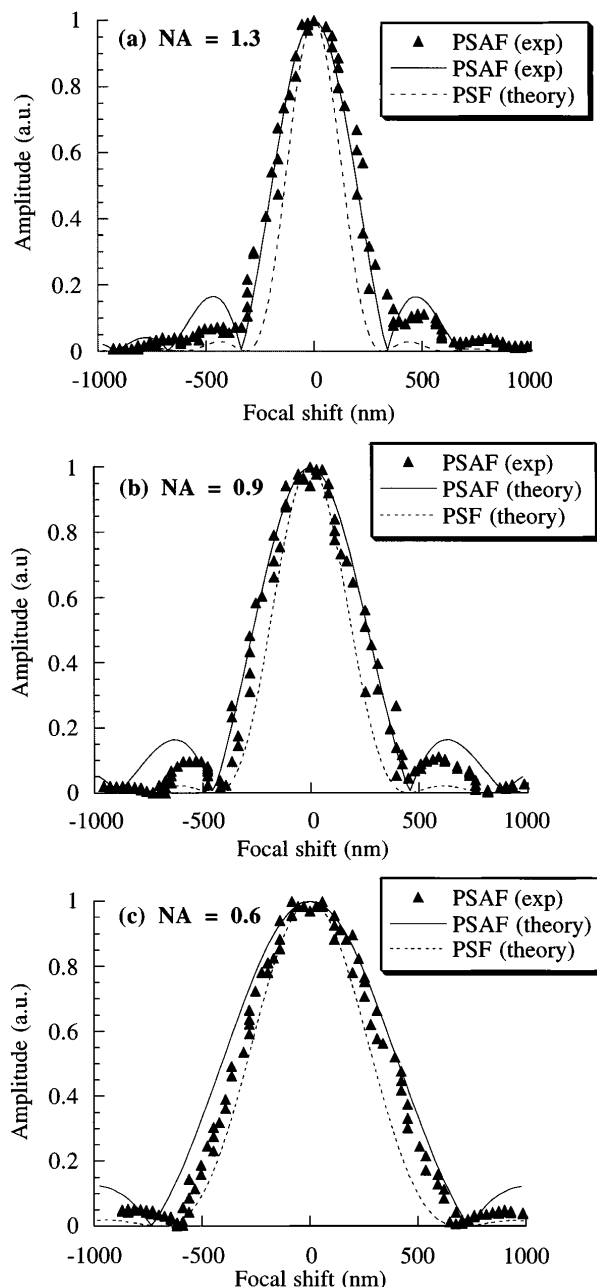 (a) NA = 1.3
PSAF (exp)
PSAF (exp)
PSF (theory)
Amplitude (a.u.)
1
0.8
0.6
0.4
0.2
0
-1000 -500 0 500 1000
Focal shift (nm)
(b) NA = 0.9
PSAF (exp)
PSAF (theory)
PSF (theory)
Amplitude (a.u)
1
0.8
0.6
0.4
0.2
0
-1000 -500 0 500 1000
Focal shift (nm)
(c) NA = 0.6
PSAF (exp)
PSAF (theory)
PSF (theory)
Amplitude (a.u.)
1
0.8
0.6
0.4
0.2
0
-1000 -500 0 500 1000
Focal shift (nm)